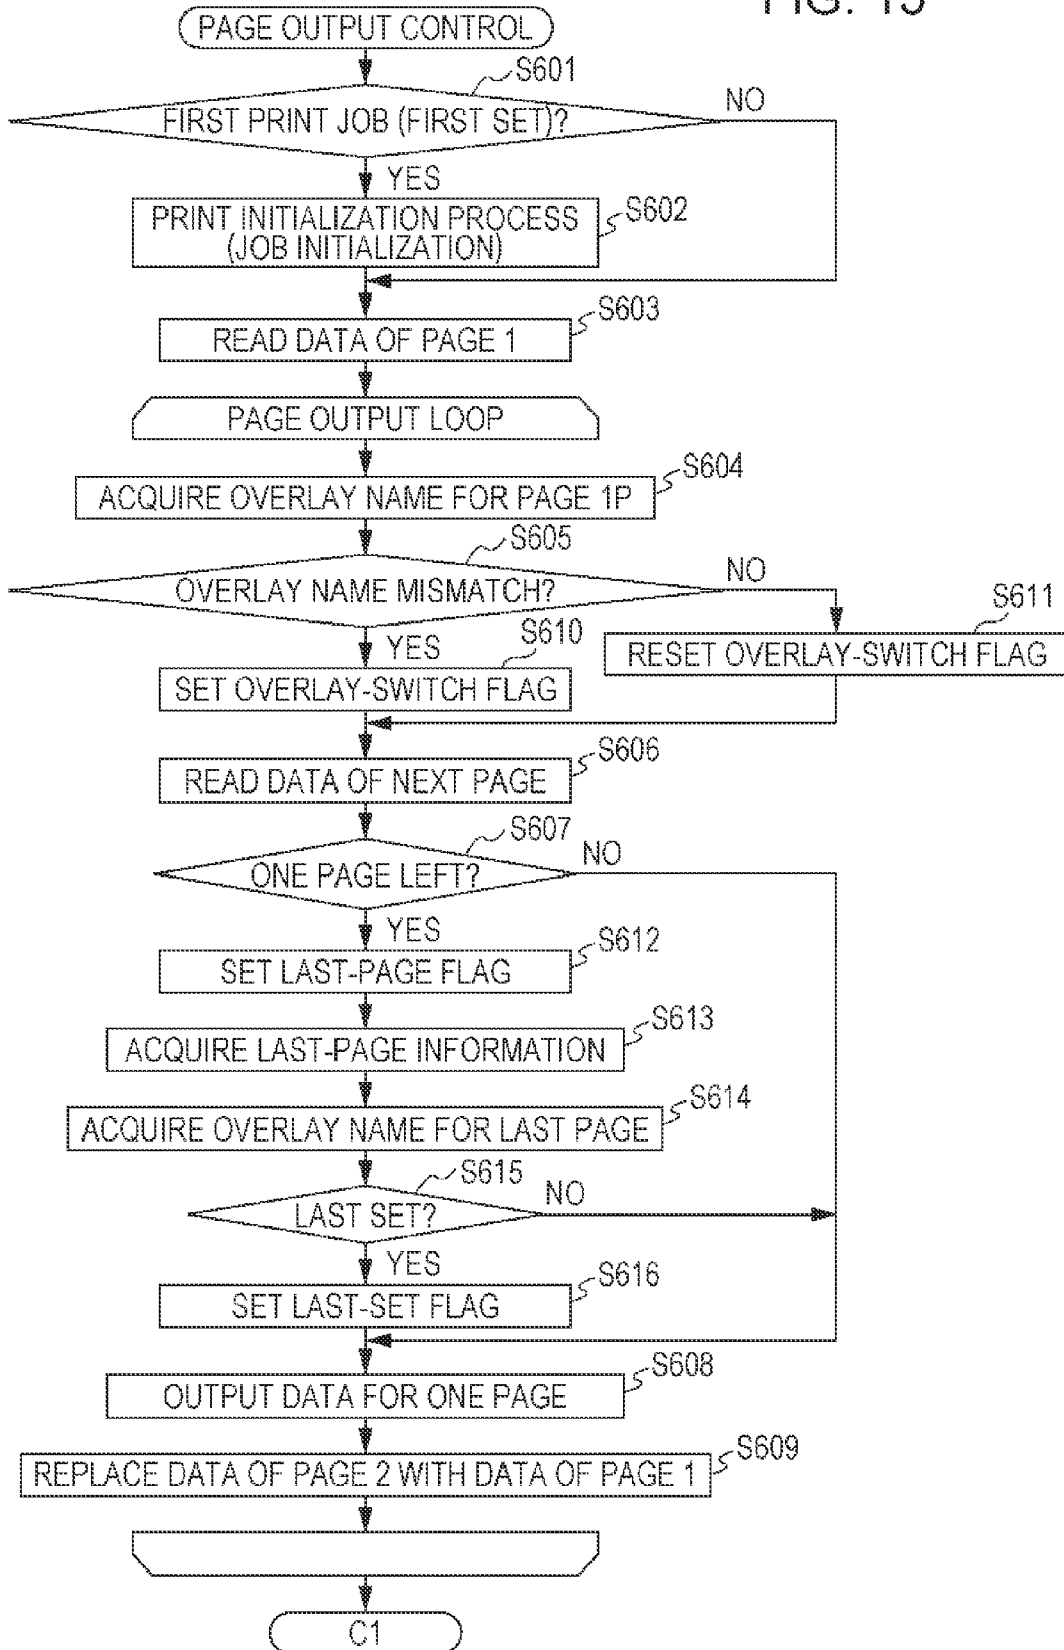 FIG. 15
PAGE OUTPUT CONTROL
S601
FIRST PRINT JOB (FIRST SET)?
NO
YES
S602
PRINT INITIALIZATION PROCESS
(JOB INITIALIZATION)
S603
READ DATA OF PAGE 1
PAGE OUTPUT LOOP
S604
ACQUIRE OVERLAY NAME FOR PAGE 1P
S605
OVERLAY NAME MISMATCH?
NO
S611
RESET OVERLAY-SWITCH FLAG
YES
S610
SET OVERLAY-SWITCH FLAG
S606
READ DATA OF NEXT PAGE
S607
ONE PAGE LEFT?
NO
YES
S612
SET LAST-PAGE FLAG
S613
ACQUIRE LAST-PAGE INFORMATION
S614
ACQUIRE OVERLAY NAME FOR LAST PAGE
S615
LAST SET?
NO
YES
S616
SET LAST-SET FLAG
S608
OUTPUT DATA FOR ONE PAGE
S609
REPLACE DATA OF PAGE 2 WITH DATA OF PAGE 1
C1